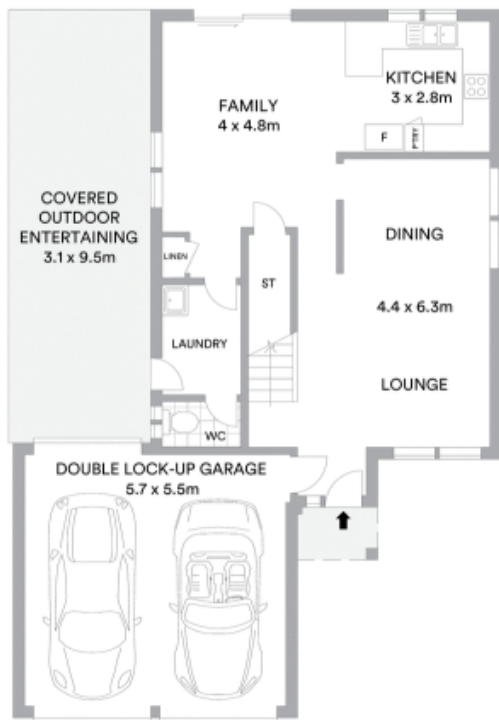 KITCHEN
3 x 2.8m
FAMILY
4 x 4.8m
F
P'TRY
COVERED
OUTDOOR
ENTERTAINING
3.1 x 9.5m
DINING
LINEN
ST
4.4 x 6.3m
LAUNDRY
LOUNGE
WC
DOUBLE LOCK-UP GARAGE
5.7 x 5.5m